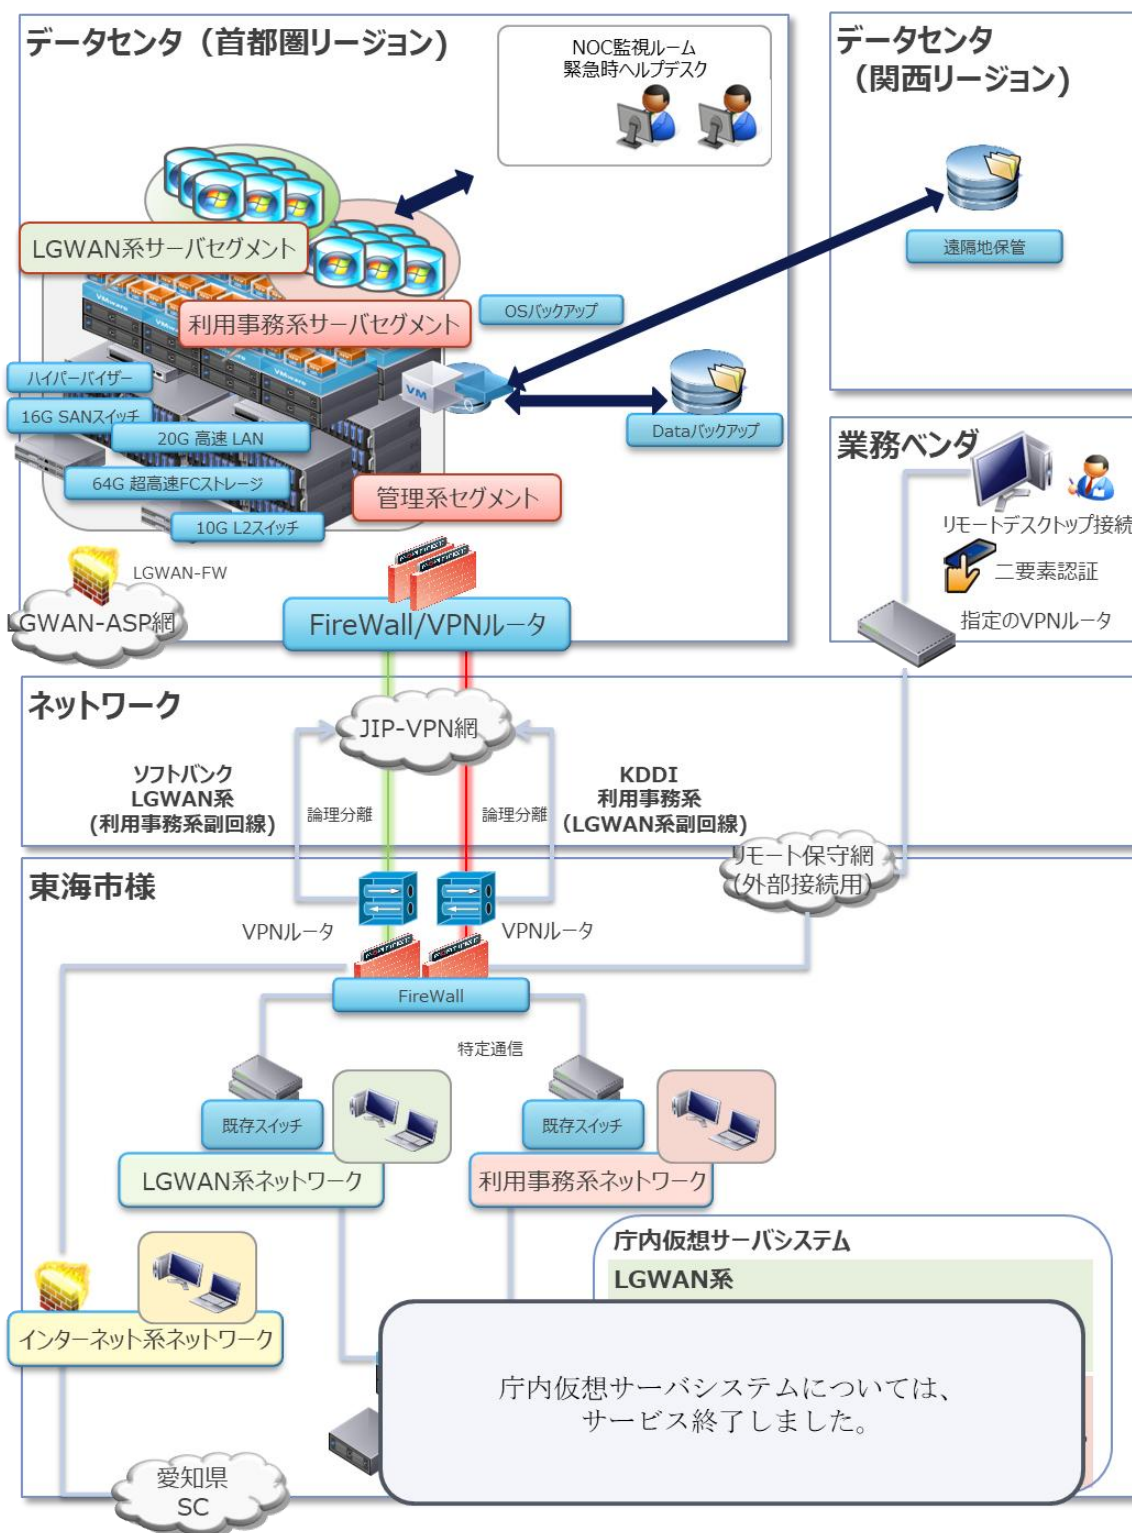 データセンタ（首都圏リージョン）
NOC監視ルーム
緊急時ヘルプデスク
データセンタ
（関西リージョン）
遠隔地保管
LGWAN系サーバセグメント
利用事務系サーバセグメント
OSバックアップ
ハイパーバイザー
VM
16G SANスイッチ
20G 高速 LAN
Dataバックアップ
64G 超高速FCストレージ
管理系セグメント
10G L2スイッチ
業務ベンダ
リモートデスクトップ接続
二要素認証
指定のVPNルータ
LGWAN-FW
LGWAN-ASP網
FireWall/VPNルータ
ネットワーク
JIP-VPN網
ソフトバンク
LGWAN系
(利用事務系副回線)
論理分離
論理分離
KDDI
利用事務系
（LGWAN系副回線)
リモート保守網
(外部接続用)
東海市様
VPNルータ
VPNルータ
FireWall
特定通信
既存スイッチ
既存スイッチ
LGWAN系ネットワーク
利用事務系ネットワーク
庁内仮想サーバシステム
LGWAN系
インターネット系ネットワーク
庁内仮想サーバシステムについては、
サービス終了しました。
愛知県
SC